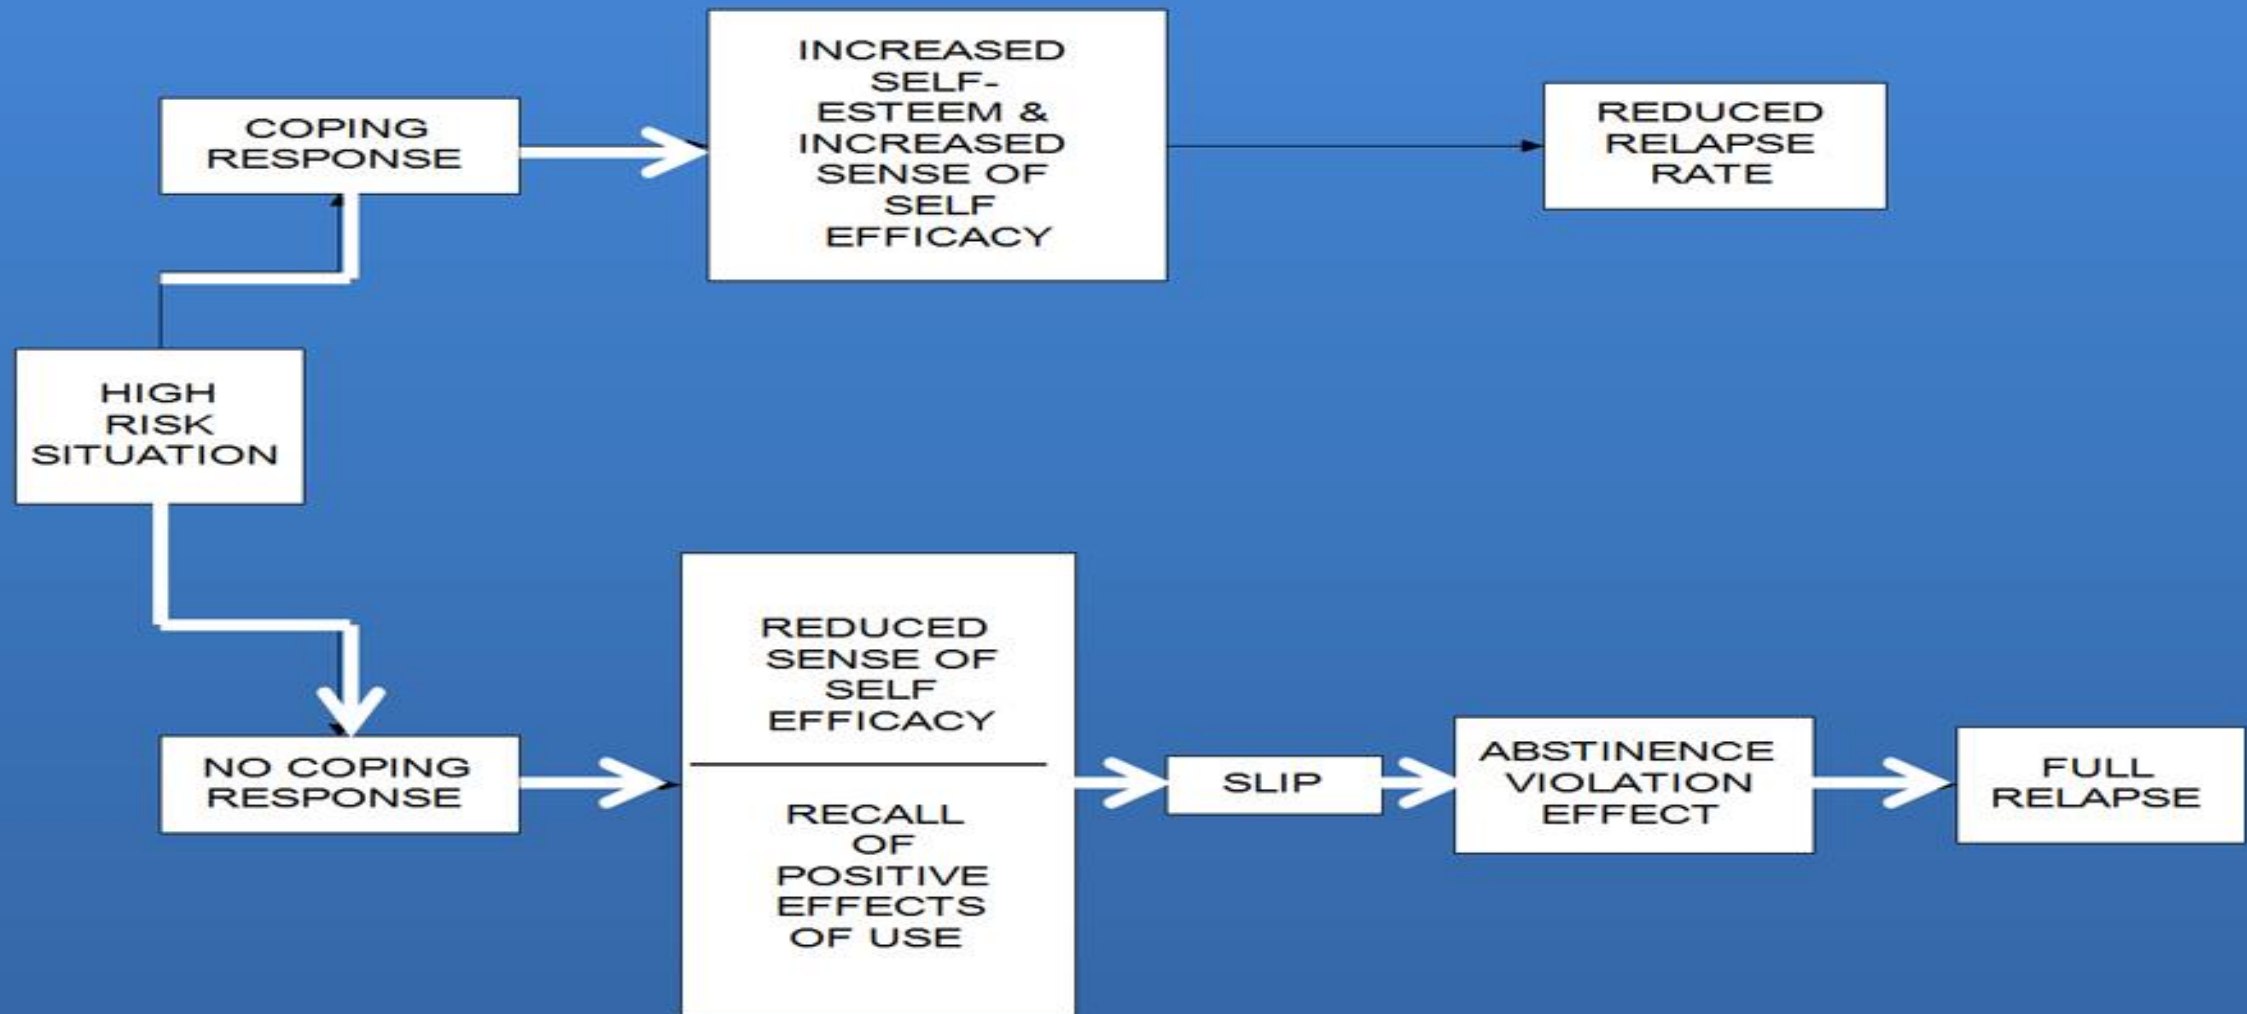 COPING
RESPONSE
INCREASED
SELF-
ESTEEM &
INCREASED
SENSE OF
SELF
EFFICACY
REDUCED
RELAPSE
RATE
HIGH
RISK
SITUATION
NO COPING
RESPONSE
REDUCED
SENSE OF
SELF
EFFICACY
RECALL
OF
POSITIVE
EFFECTS
OF USE
SLIP
ABSTINENCE
VIOLATION
EFFECT
FULL
RELAPSE